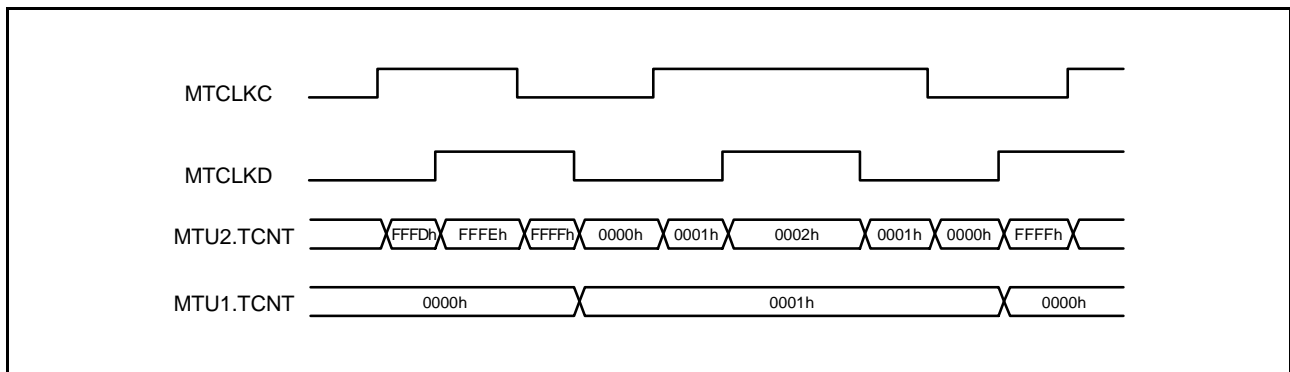 MTCLKC
MTCLKD
MTU2.TCNT FFFDh FFFEh FFFFh 0000h 0001h 0002h 0001h 0000h FFFFh
MTU1.TCNT 0000h 0001h 0000h